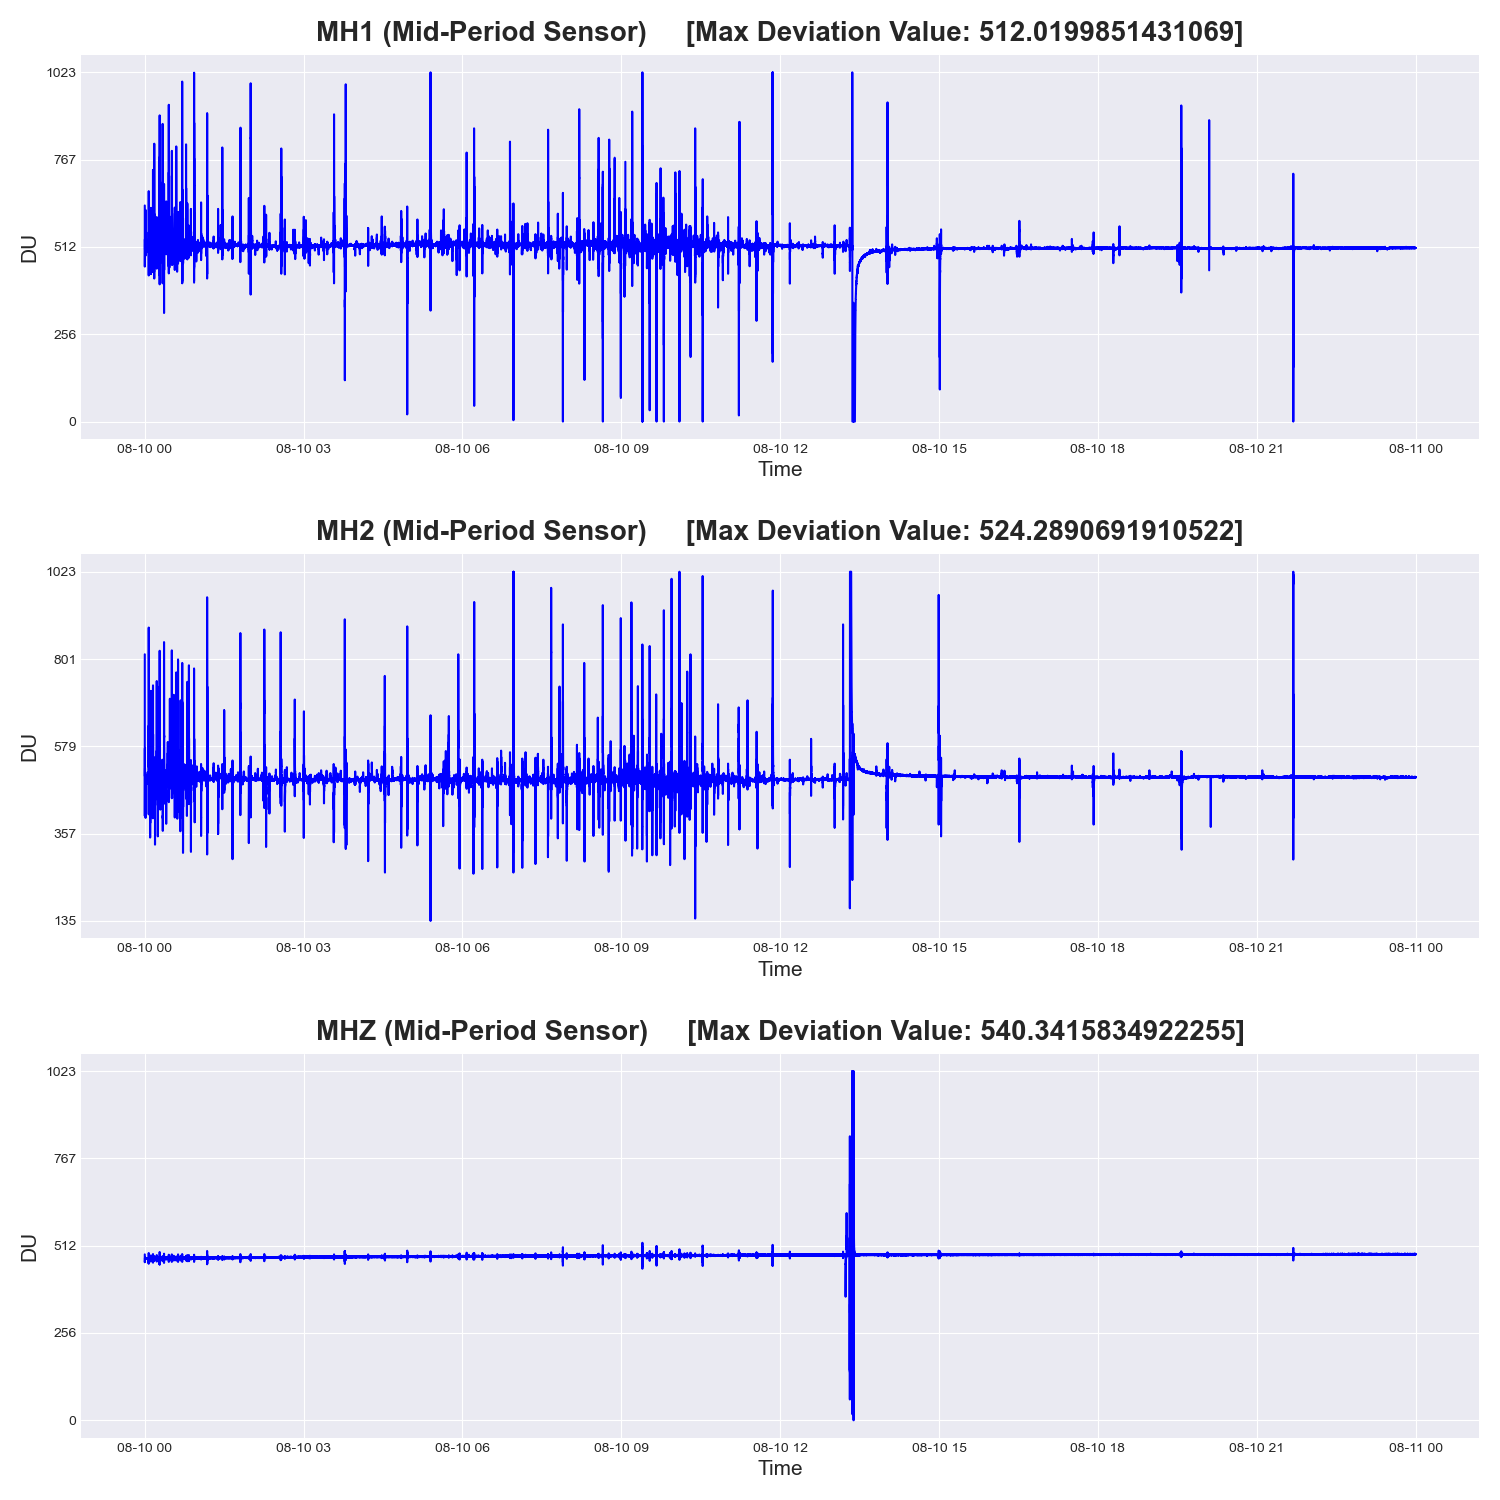 MH1 (Mid-Period Sensor) [Max Deviation Value: 512.0199851431069]
1023
767
512
256
0
DU
08-10 00 08-10 03 08-10 06 08-10 09 08-10 12 08-10 15 08-10 18 08-10 21 08-11 00
Time
MH2 (Mid-Period Sensor) [Max Deviation Value: 524.2890691910522]
1023
801
579
357
135
DU
08-10 00 08-10 03 08-10 06 08-10 09 08-10 12 08-10 15 08-10 18 08-10 21 08-11 00
Time
MHZ (Mid-Period Sensor) [Max Deviation Value: 540.3415834922255]
1023
767
512
256
0
DU
08-10 00 08-10 03 08-10 06 08-10 09 08-10 12 08-10 15 08-10 18 08-10 21 08-11 00
Time